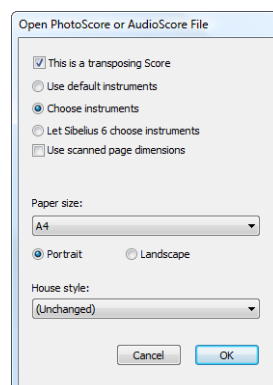 Open PhotoScore or AudioScore File
This is a transposing Score
Use default instruments
Choose instruments
Let Sibelius 6 choose instruments
Use scanned page dimensions
Paper size:
A4
Portrait Landscape
House style:
(Unchanged)
Cancel OK